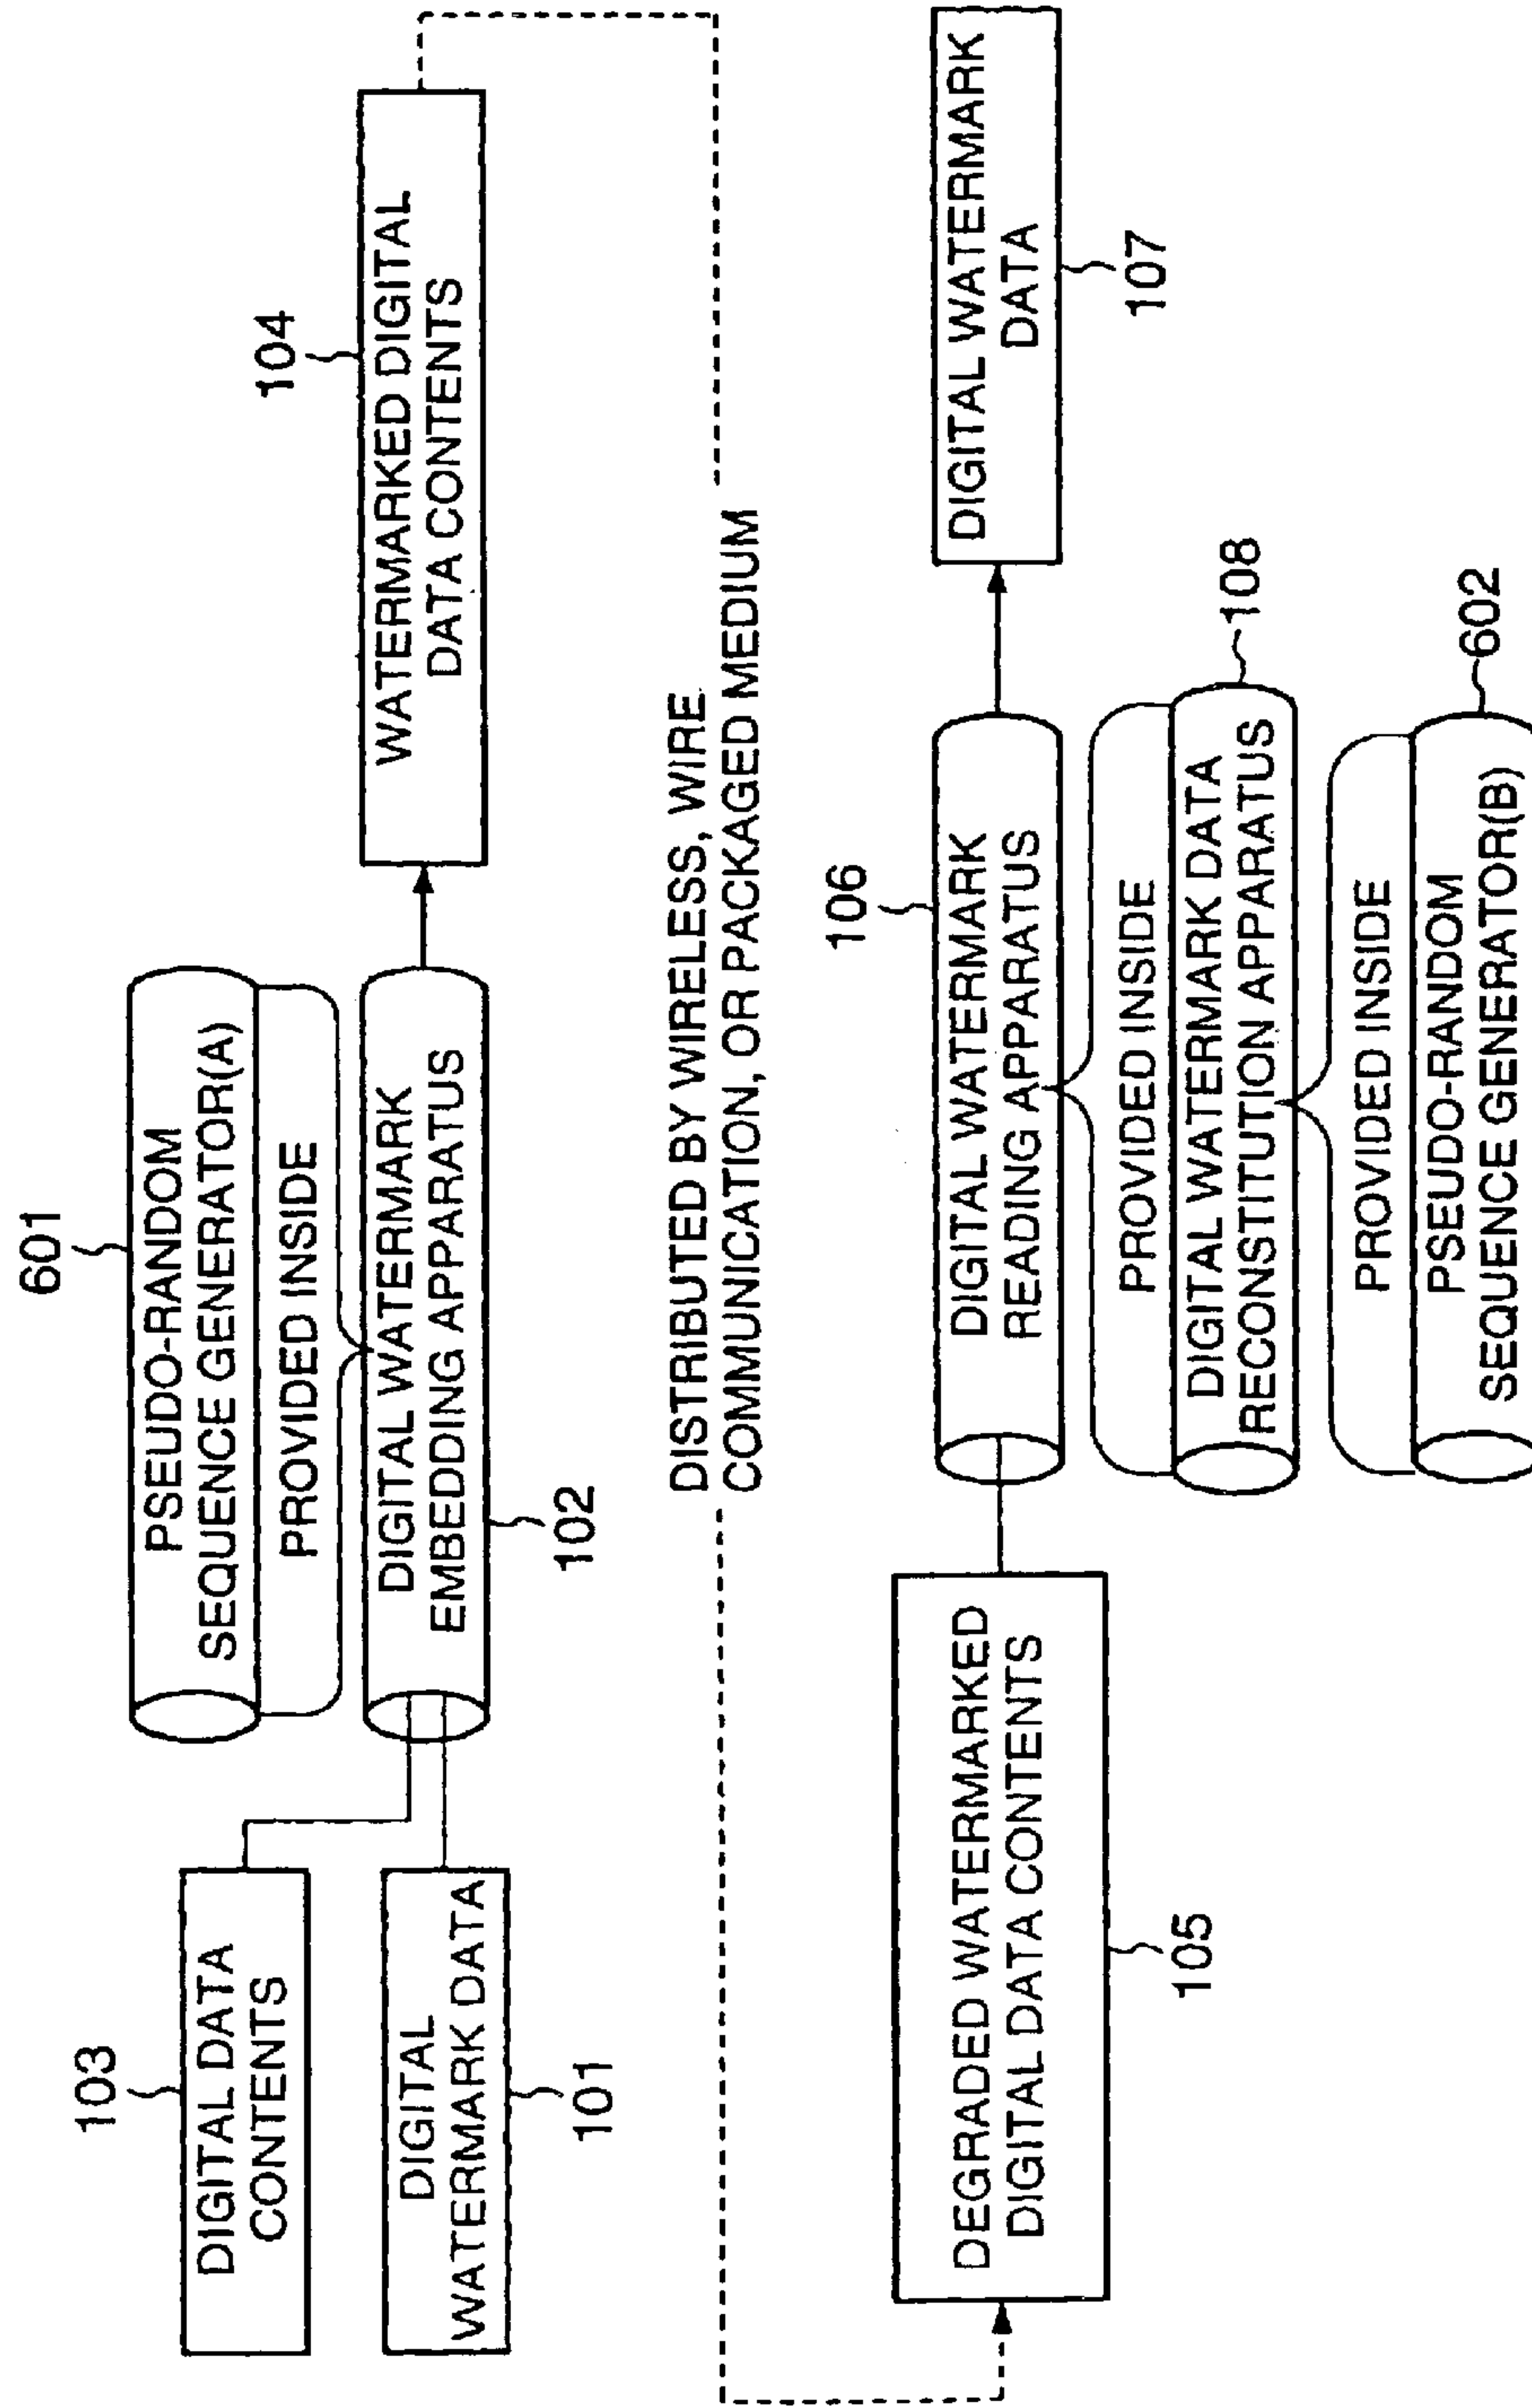 601
PSEUDO-RANDOM
SEQUENCE GENERATOR(A)
PROVIDED INSIDE
103
DIGITAL DATA
CONTENTS
DIGITAL
WATERMARK DATA
101
DIGITAL WATERMARK
EMBEDDING APPARATUS
102
104
WATERMARKED DIGITAL
DATA CONTENTS
DISTRIBUTED BY WIRELESS, WIRE
COMMUNICATION, OR PACKAGED MEDIUM
DEGRADED WATERMARKED
DIGITAL DATA CONTENTS
105
106
DIGITAL WATERMARK
READING APPARATUS
PROVIDED INSIDE
DIGITAL WATERMARK DATA
RECONSTITUTION APPARATUS
108
PROVIDED INSIDE
PSEUDO-RANDOM
SEQUENCE GENERATOR(B)
602
DIGITAL WATERMARK
DATA
107